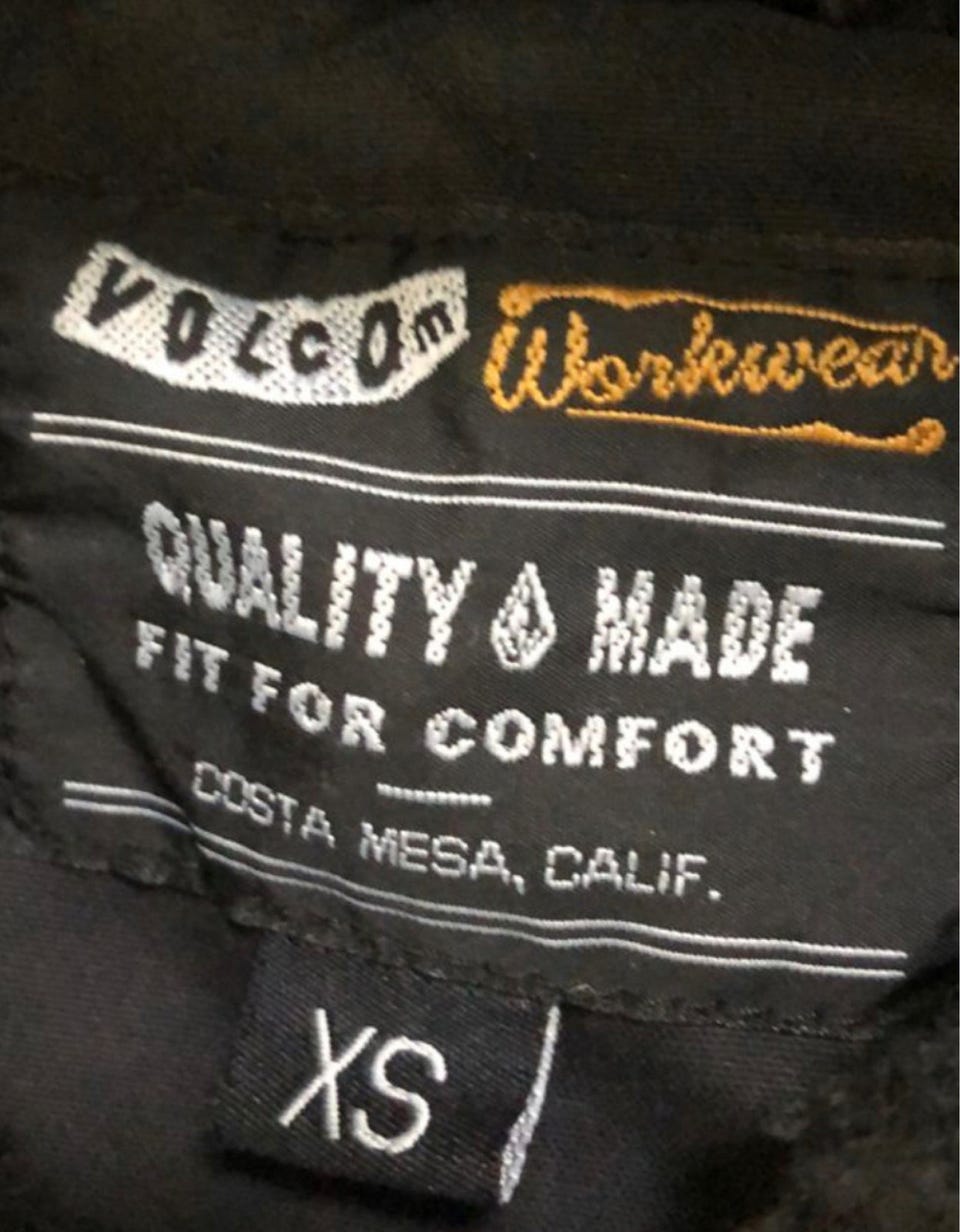 VOLCOm Workwear
QUALITY MADE
FIT FOR COMFORT
COSTA MESA, CALIF.
XS